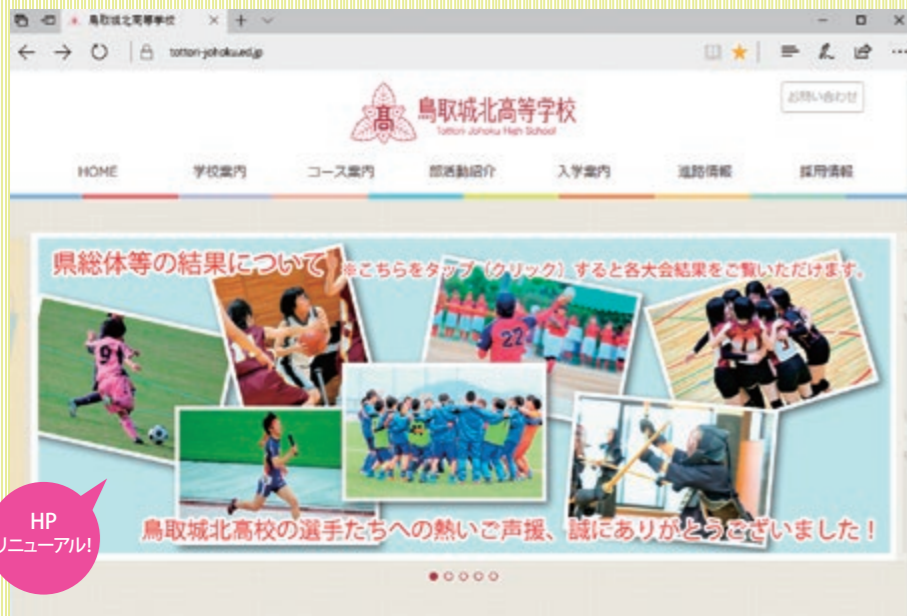 鳥取城北高等学校
tottori-johoku.ed.jp
鳥取城北高等学校
Tottori Johoku High School
お問い合わせ
HOME 学校案内 コース案内 部活動紹介 入学案内 進路情報 採用情報
県総体等の結果について ※こちらをタップ（クリック）すると各大会結果をご覧いただけます。
9
22
鳥取城北高校の選手たちへの熱いご声援、誠にありがとうございました！
HP
リニューアル!